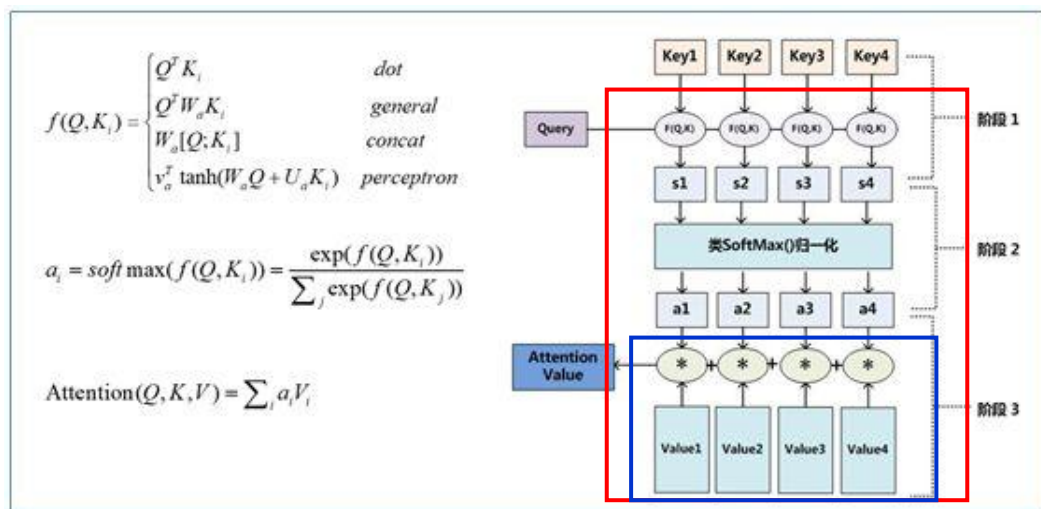 f(Q,K_i) = { Q^T K_i dot
Q^T W_a K_i general
W_a[Q;K_i] concat
v_a^T tanh(W_a Q + U_a K_i) perceptron
a_i = soft max(f(Q,K_i)) = exp(f(Q,K_i)) / ∑_j exp(f(Q,K_j))
Attention(Q,K,V) = ∑_i a_i V_i
Key1 Key2 Key3 Key4
阶段 1
Query F(Q,K) F(Q,K) F(Q,K) F(Q,K)
s1 s2 s3 s4
类SoftMax()归一化
阶段 2
a1 a2 a3 a4
Attention
Value
* + * + * + *
阶段 3
Value1 Value2 Value3 Value4